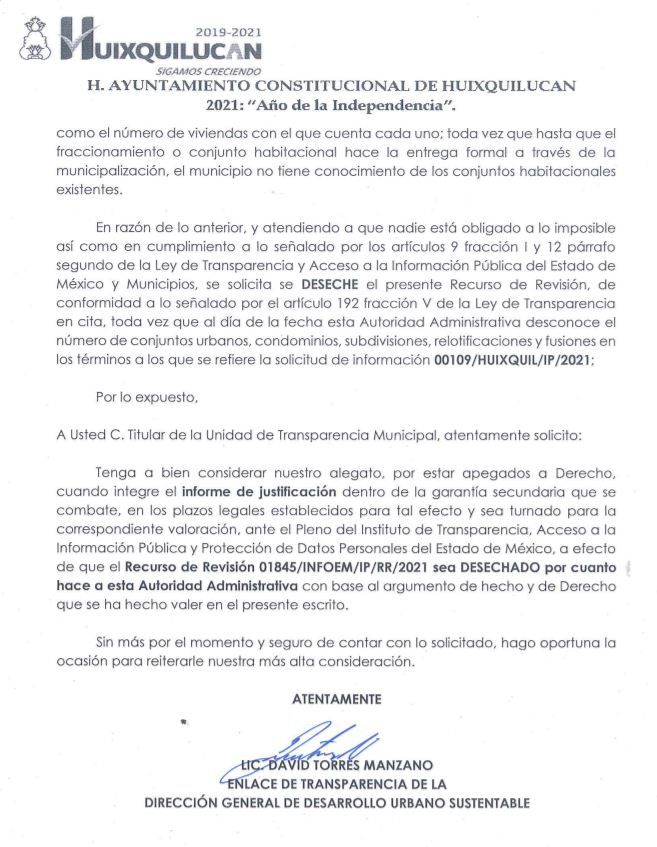 2019-2021
HUIXQUILUCAN
SIGAMOS CRECIENDO
H. AYUNTAMIENTO CONSTITUCIONAL DE HUIXQUILUCAN
2021: “Año de la Independencia”.
como el número de viviendas con el que cuenta cada uno; toda vez que hasta que el
fraccionamiento o conjunto habitacional hace la entrega formal a través de la
municipalización, el municipio no tiene conocimiento de los conjuntos habitacionales
existentes.
En razón de lo anterior, y atendiendo a que nadie está obligado a lo imposible
así como en cumplimiento a lo señalado por los artículos 9 fracción I y 12 párrafo
segundo de la Ley de Transparencia y Acceso a la Información Pública del Estado de
México y Municipios, se solicita se DESECHE el presente Recurso de Revisión, de
conformidad a lo señalado por el artículo 192 fracción V de la Ley de Transparencia
en cita, toda vez que al día de la fecha esta Autoridad Administrativa desconoce el
número de conjuntos urbanos, condominios, subdivisiones, relotificaciones y fusiones en
los términos a los que se refiere la solicitud de información 00109/HUIXQUIL/IP/2021;
Por lo expuesto,
A Usted C. Titular de la Unidad de Transparencia Municipal, atentamente solicito:
Tenga a bien considerar nuestro alegato, por estar apegados a Derecho,
cuando integre el informe de justificación dentro de la garantía secundaria que se
combate, en los plazos legales establecidos para tal efecto y sea turnado para la
correspondiente valoración, ante el Pleno del Instituto de Transparencia, Acceso a la
Información Pública y Protección de Datos Personales del Estado de México, a efecto
de que el Recurso de Revisión 01845/INFOEM/IP/RR/2021 sea DESECHADO por cuanto
hace a esta Autoridad Administrativa con base al argumento de hecho y de Derecho
que se ha hecho valer en el presente escrito.
Sin más por el momento y seguro de contar con lo solicitado, hago oportuna la
ocasión para reiterarle nuestra más alta consideración.
ATENTAMENTE
LIC. DAVID TORRES MANZANO
ENLACE DE TRANSPARENCIA DE LA
DIRECCIÓN GENERAL DE DESARROLLO URBANO SUSTENTABLE